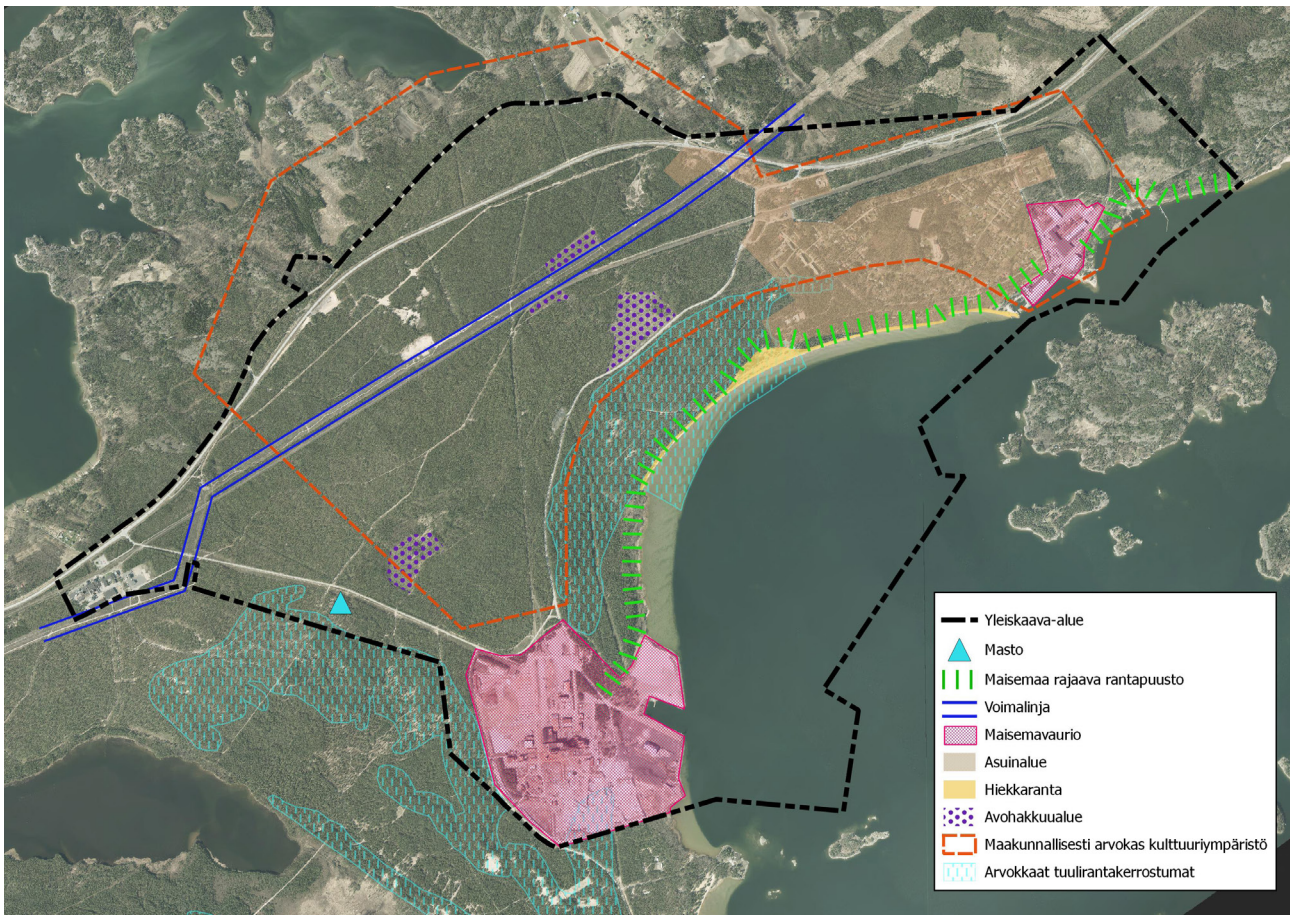 Yleiskaava-alue
Masto
Maisemaa rajaava rantapuusto
Voimalinja
Maisemavaurio
Asuinalue
Hiekkaranta
Avohakkuualue
Maakunnallisesti arvokas kulttuuriympäristö
Arvokkaat tuulirantakerrostumat